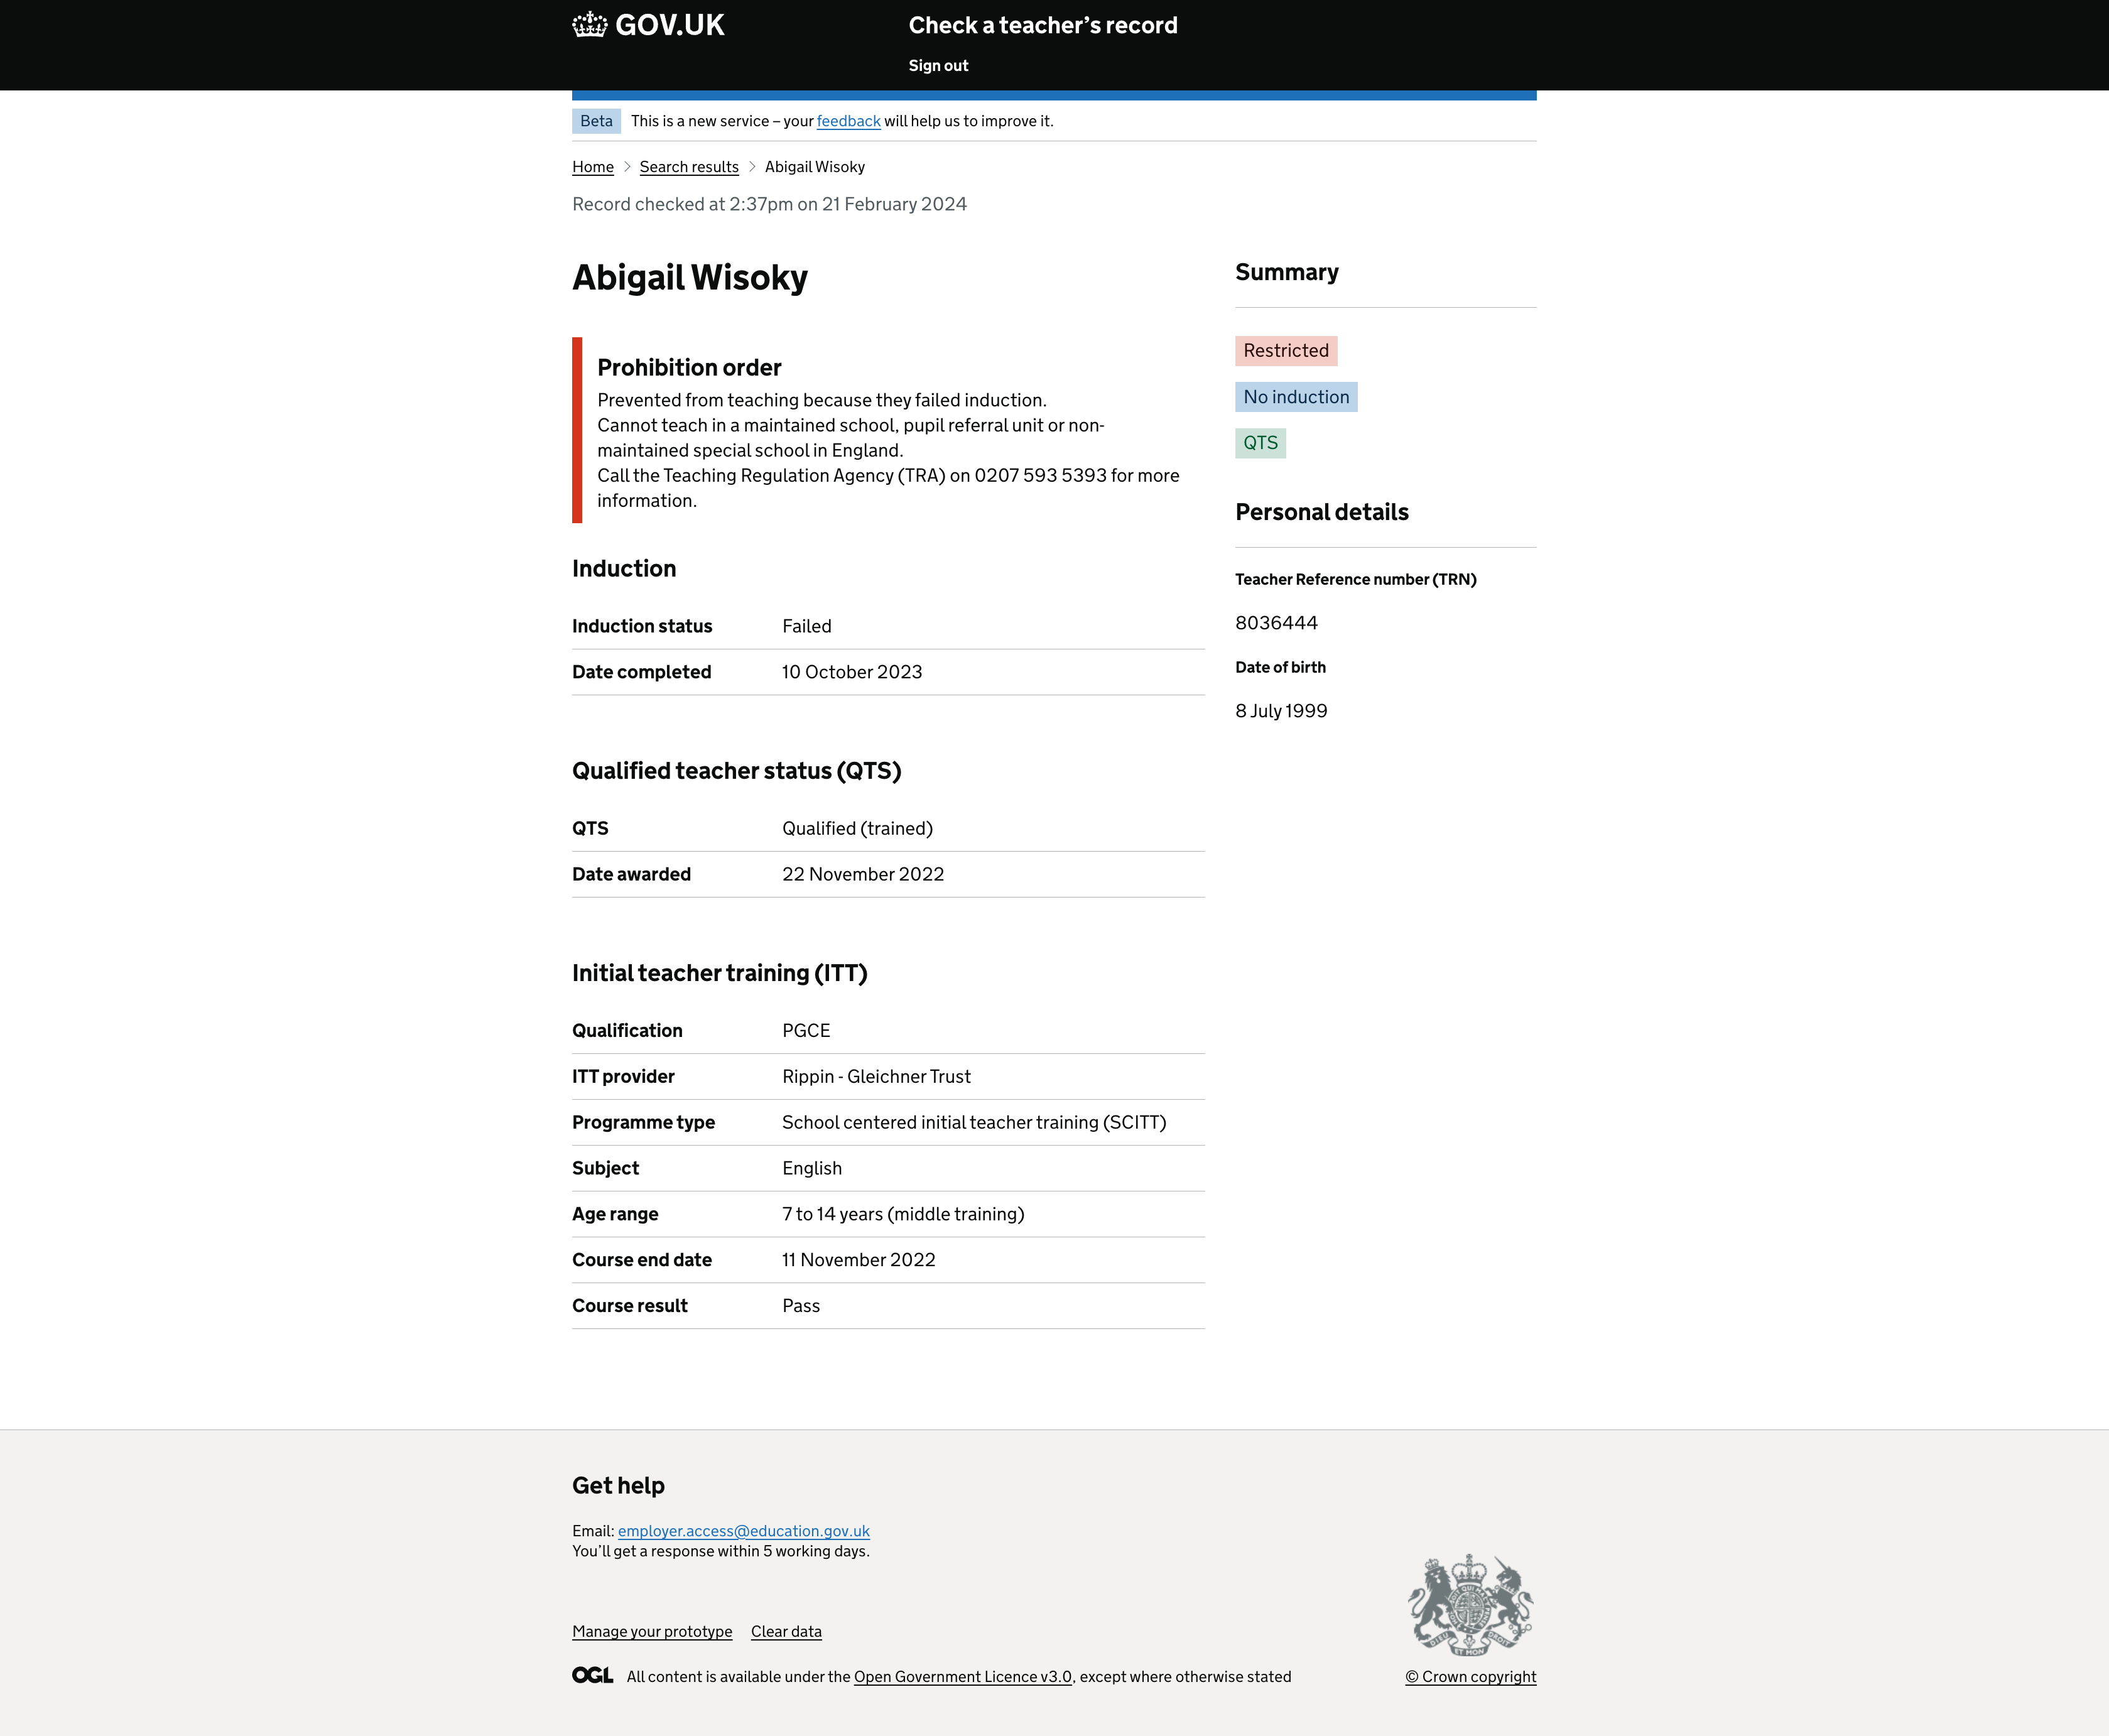 GOV.UK
Check a teacher’s record
Sign out
Beta This is a new service – your feedback will help us to improve it.
Home Search results Abigail Wisoky
Record checked at 2:37pm on 21 February 2024
Abigail Wisoky
Prohibition order
Prevented from teaching because they failed induction.
Cannot teach in a maintained school, pupil referral unit or non-
maintained special school in England.
Call the Teaching Regulation Agency (TRA) on 0207 593 5393 for more
information.
Induction
Induction status Failed
Date completed 10 October 2023
Qualified teacher status (QTS)
QTS Qualified (trained)
Date awarded 22 November 2022
Initial teacher training (ITT)
Qualification PGCE
ITT provider Rippin - Gleichner Trust
Programme type School centered initial teacher training (SCITT)
Subject English
Age range 7 to 14 years (middle training)
Course end date 11 November 2022
Course result Pass
Summary
Restricted
No induction
QTS
Personal details
Teacher Reference number (TRN)
8036444
Date of birth
8 July 1999
Get help
Email: employer.access@education.gov.uk
You’ll get a response within 5 working days.
Manage your prototype Clear data
OGL All content is available under the Open Government Licence v3.0, except where otherwise stated
DIEU ET MON DROIT
© Crown copyright